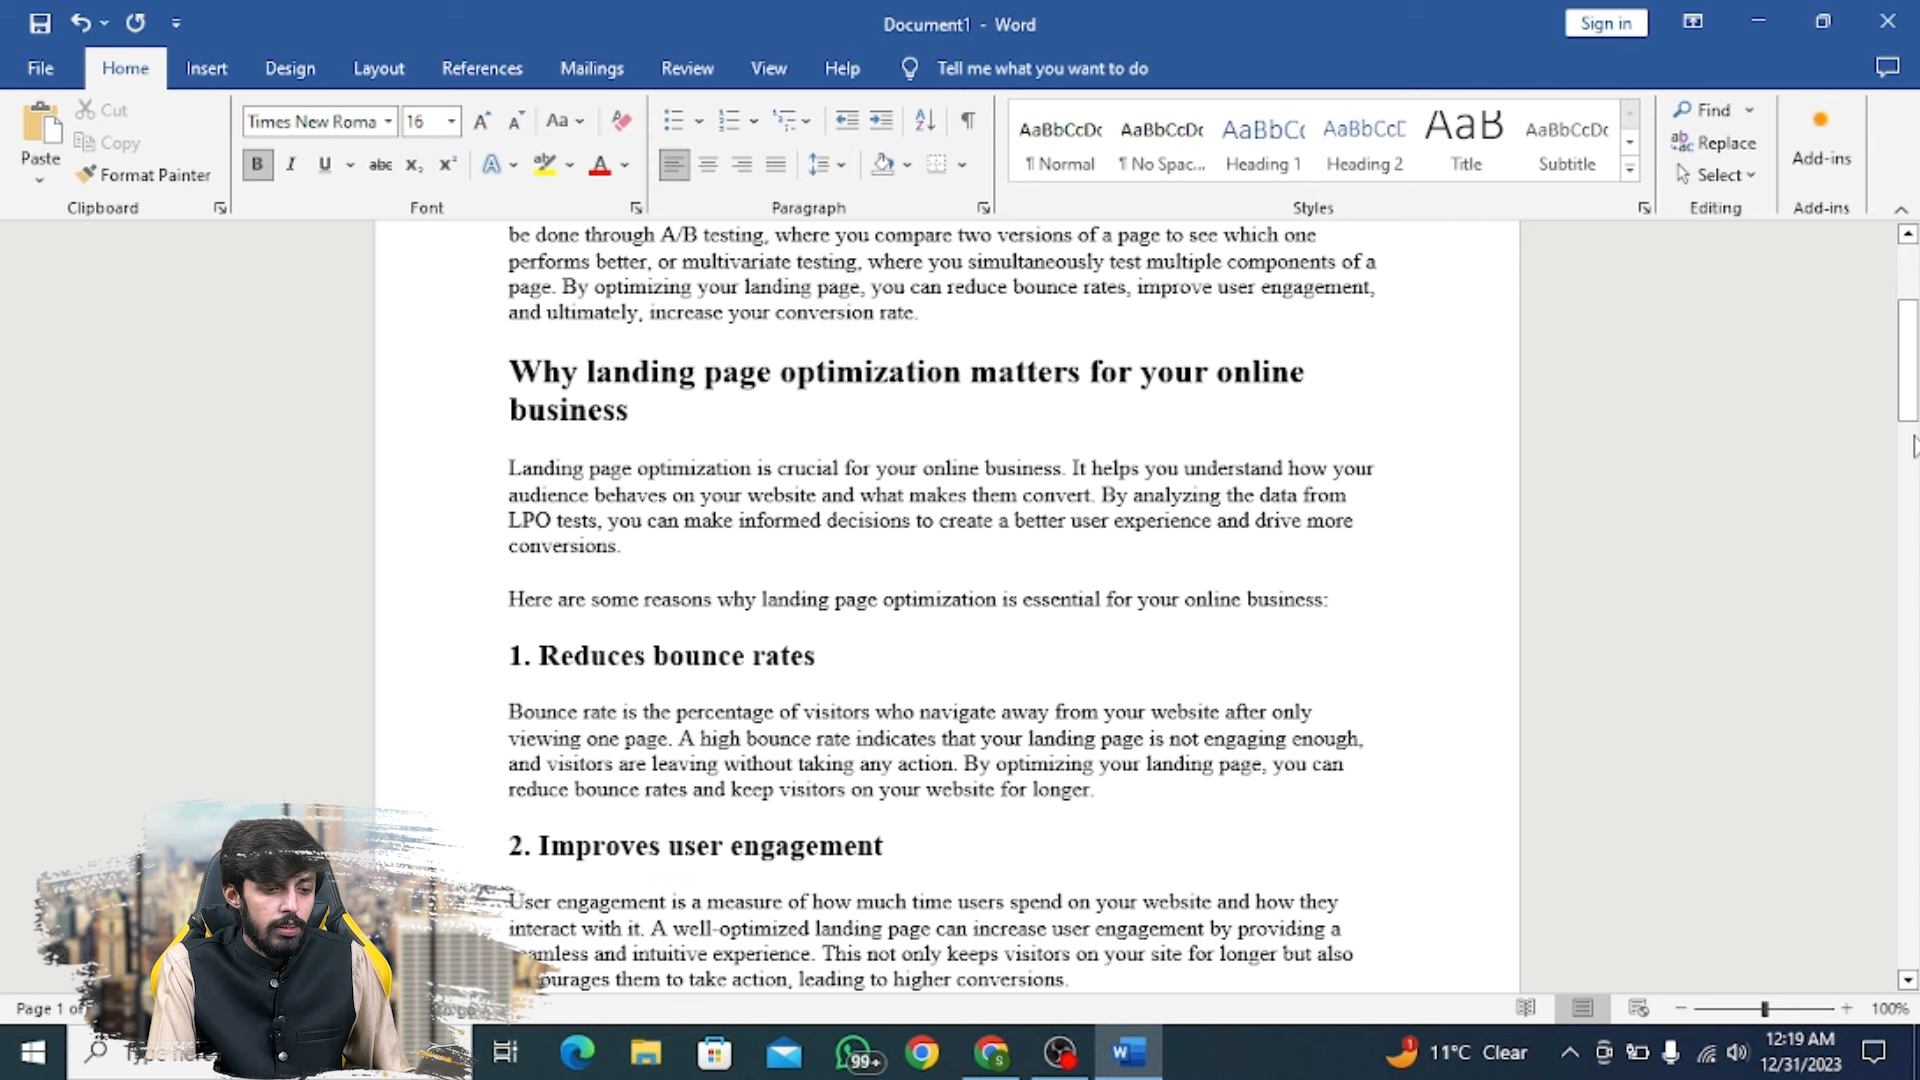 Document1 - Word
Sign in
File Home Insert Design Layout References Mailings Review View Help Tell me what you want to do
Paste
Cut
Copy
Format Painter
Clipboard
Times New Roma 16
Font
Paragraph
AaBbCcDc AaBbCcDc AaBbCc AaBbCcD AaB AaBbCcDc
¶ Normal ¶ No Spac... Heading 1 Heading 2 Title Subtitle
Styles
Find
Replace
Select
Editing
Add-ins
Add-ins
be done through A/B testing, where you compare two versions of a page to see which one
performs better, or multivariate testing, where you simultaneously test multiple components of a
page. By optimizing your landing page, you can reduce bounce rates, improve user engagement,
and ultimately, increase your conversion rate.
Why landing page optimization matters for your online
business
Landing page optimization is crucial for your online business. It helps you understand how your
audience behaves on your website and what makes them convert. By analyzing the data from
LPO tests, you can make informed decisions to create a better user experience and drive more
conversions.
Here are some reasons why landing page optimization is essential for your online business:
1. Reduces bounce rates
Bounce rate is the percentage of visitors who navigate away from your website after only
viewing one page. A high bounce rate indicates that your landing page is not engaging enough,
and visitors are leaving without taking any action. By optimizing your landing page, you can
reduce bounce rates and keep visitors on your website for longer.
2. Improves user engagement
User engagement is a measure of how much time users spend on your website and how they
interact with it. A well-optimized landing page can increase user engagement by providing a
and intuitive experience. This not only keeps visitors on your site for longer but also
them to take action, leading to higher conversions.
Page 1
100%
99+
1
11°C Clear
12:19 AM
12/31/2023